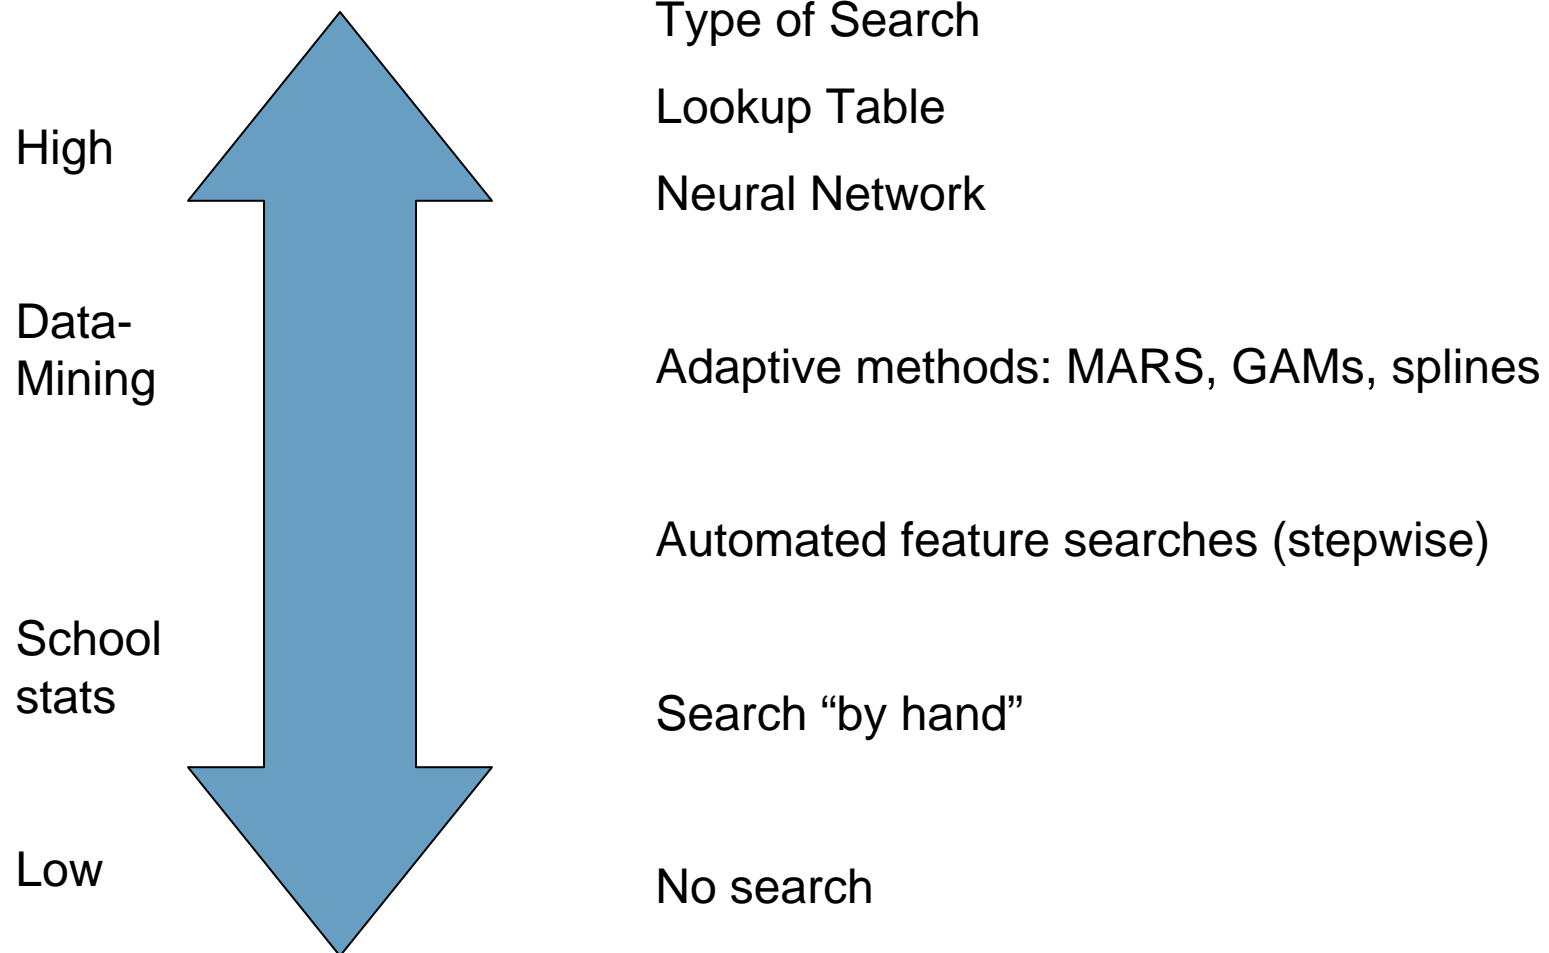 Type of Search
Lookup Table
High
Neural Network
Data-
Mining
Adaptive methods: MARS, GAMs, splines
Automated feature searches (stepwise)
School
stats
Search “by hand”
Low
No search